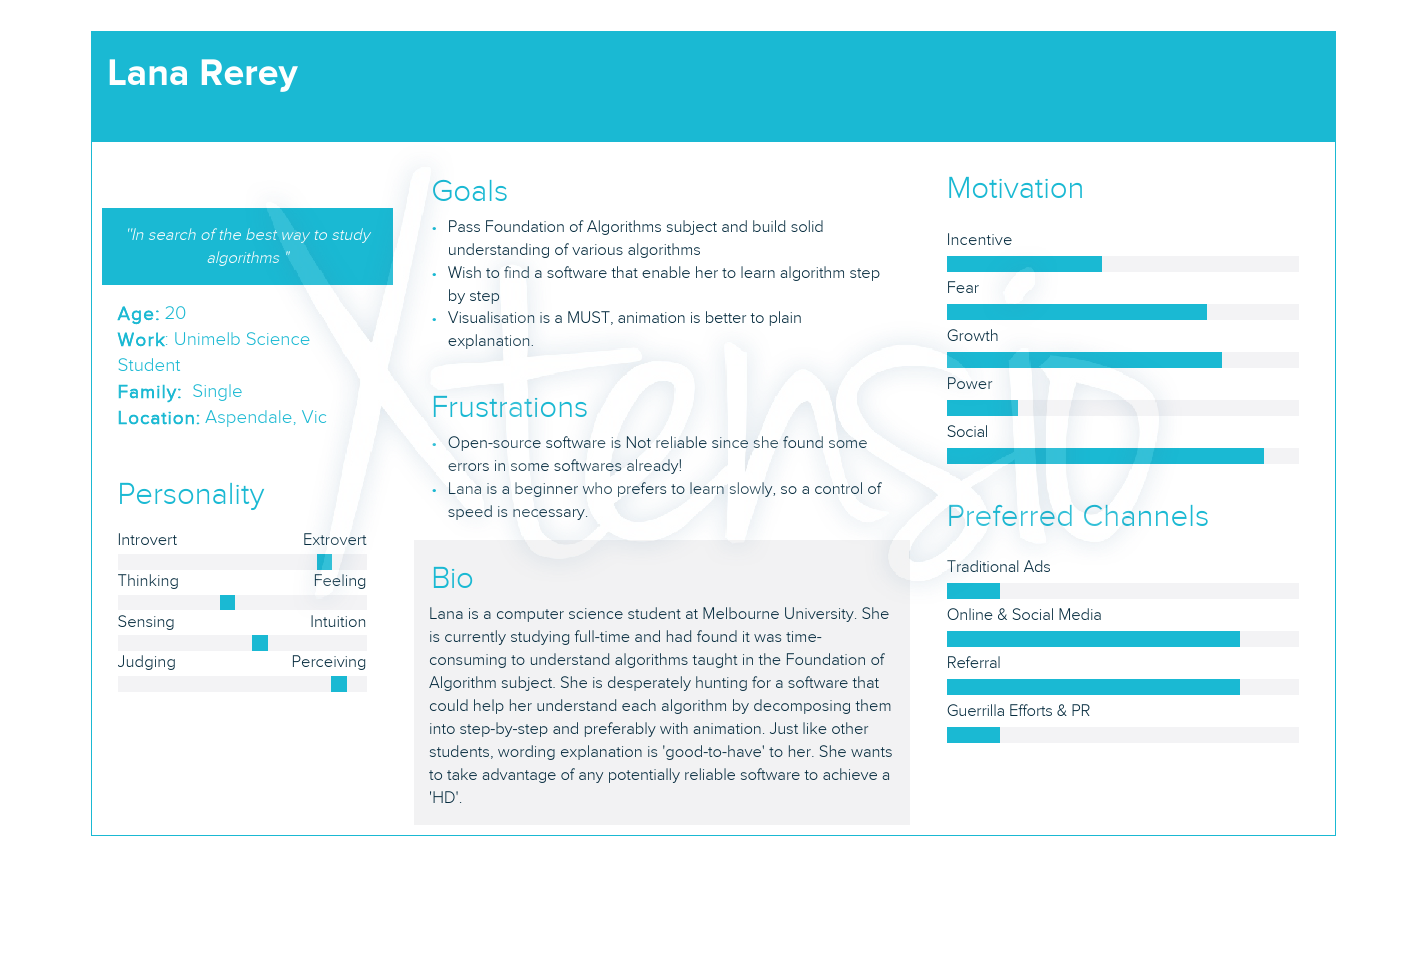 Lana Rerey
"In search of the best way to study
algorithms "
Age: 20
Work: Unimelb Science
Student
Family: Single
Location: Aspendale, Vic
Personality
Introvert Extrovert
Thinking Feeling
Sensing Intuition
Judging Perceiving
Goals
• Pass Foundation of Algorithms subject and build solid
understanding of various algorithms
• Wish to find a software that enable her to learn algorithm step
by step
• Visualisation is a MUST, animation is better to plain
explanation.
Frustrations
• Open-source software is Not reliable since she found some
errors in some softwares already!
• Lana is a beginner who prefers to learn slowly, so a control of
speed is necessary.
Bio
Lana is a computer science student at Melbourne University. She
is currently studying full-time and had found it was time-
consuming to understand algorithms taught in the Foundation of
Algorithm subject. She is desperately hunting for a software that
could help her understand each algorithm by decomposing them
into step-by-step and preferably with animation. Just like other
students, wording explanation is 'good-to-have' to her. She wants
to take advantage of any potentially reliable software to achieve a
'HD'.
Motivation
Incentive
Fear
Growth
Power
Social
Preferred Channels
Traditional Ads
Online & Social Media
Referral
Guerrilla Efforts & PR
Xtensio